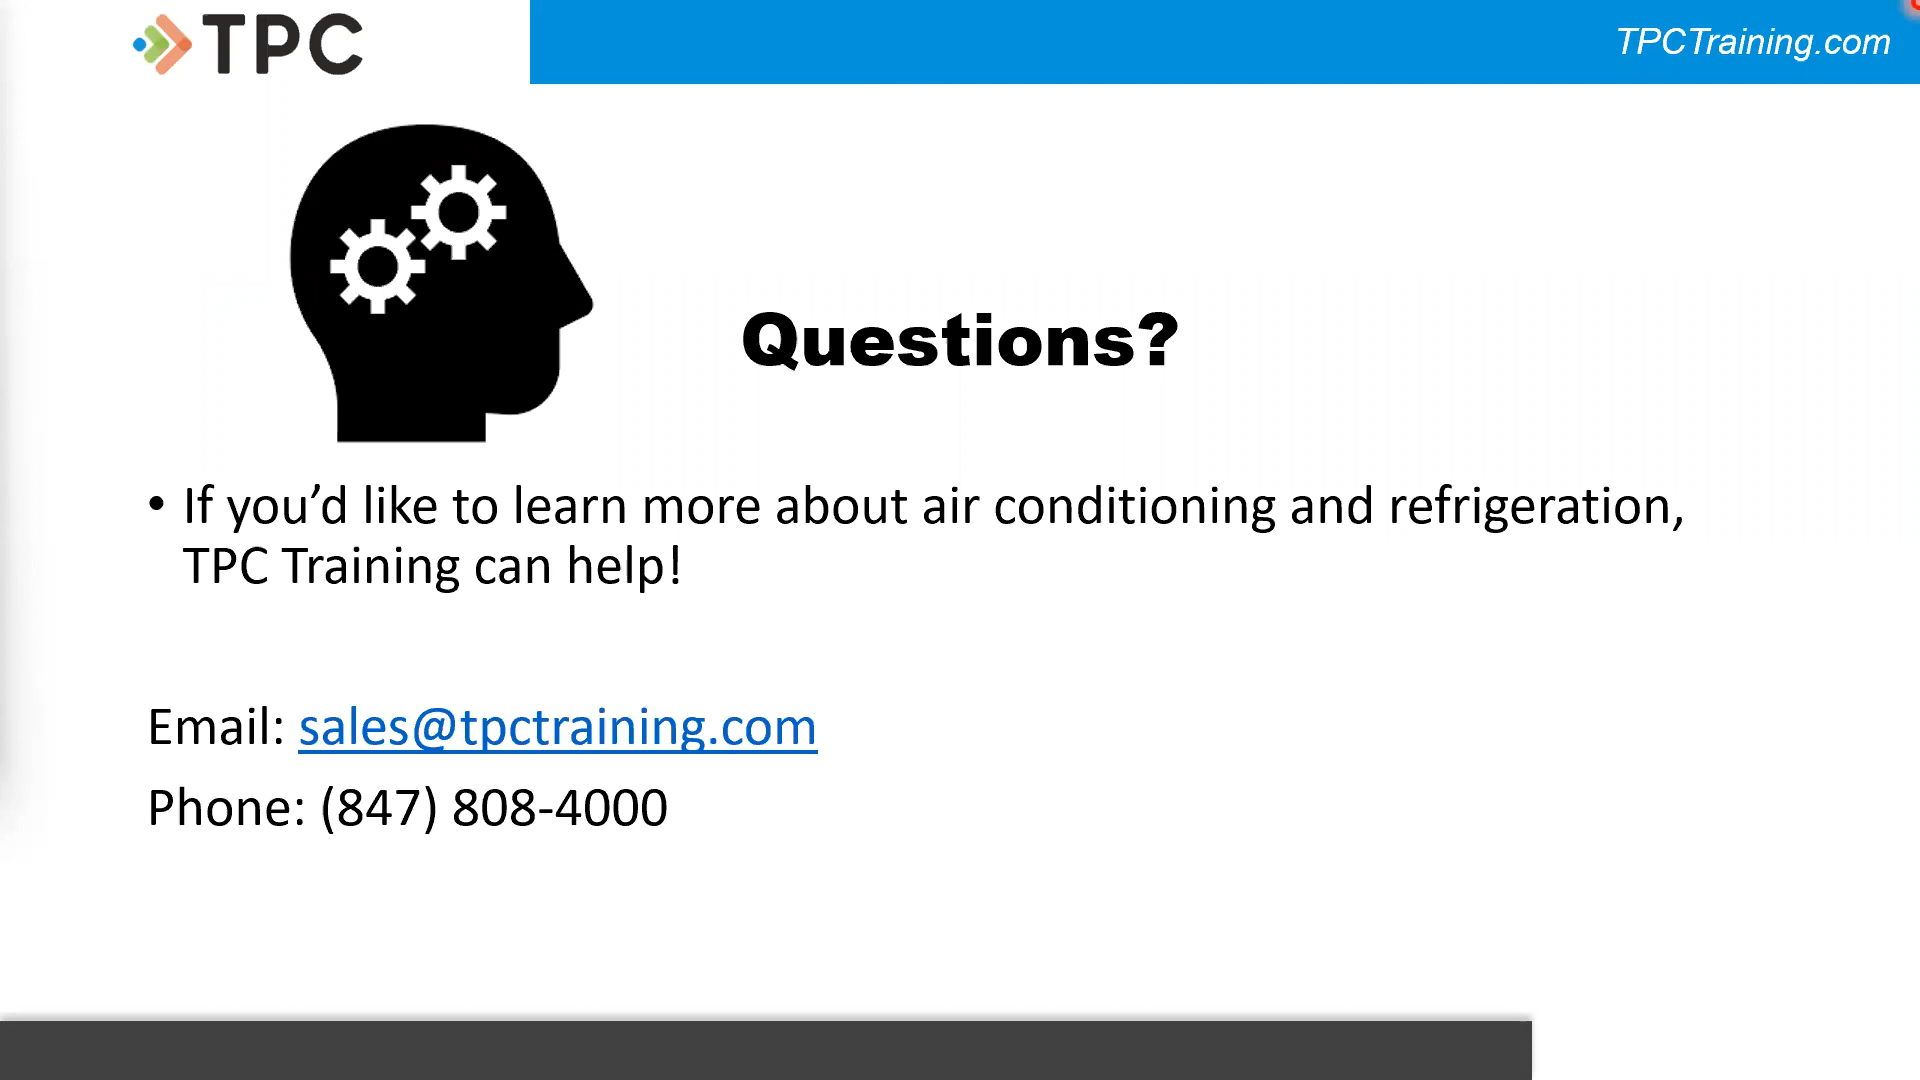 TPC
TPCTraining.com
Questions?
• If you’d like to learn more about air conditioning and refrigeration,
TPC Training can help!
Email: sales@tpctraining.com
Phone: (847) 808-4000